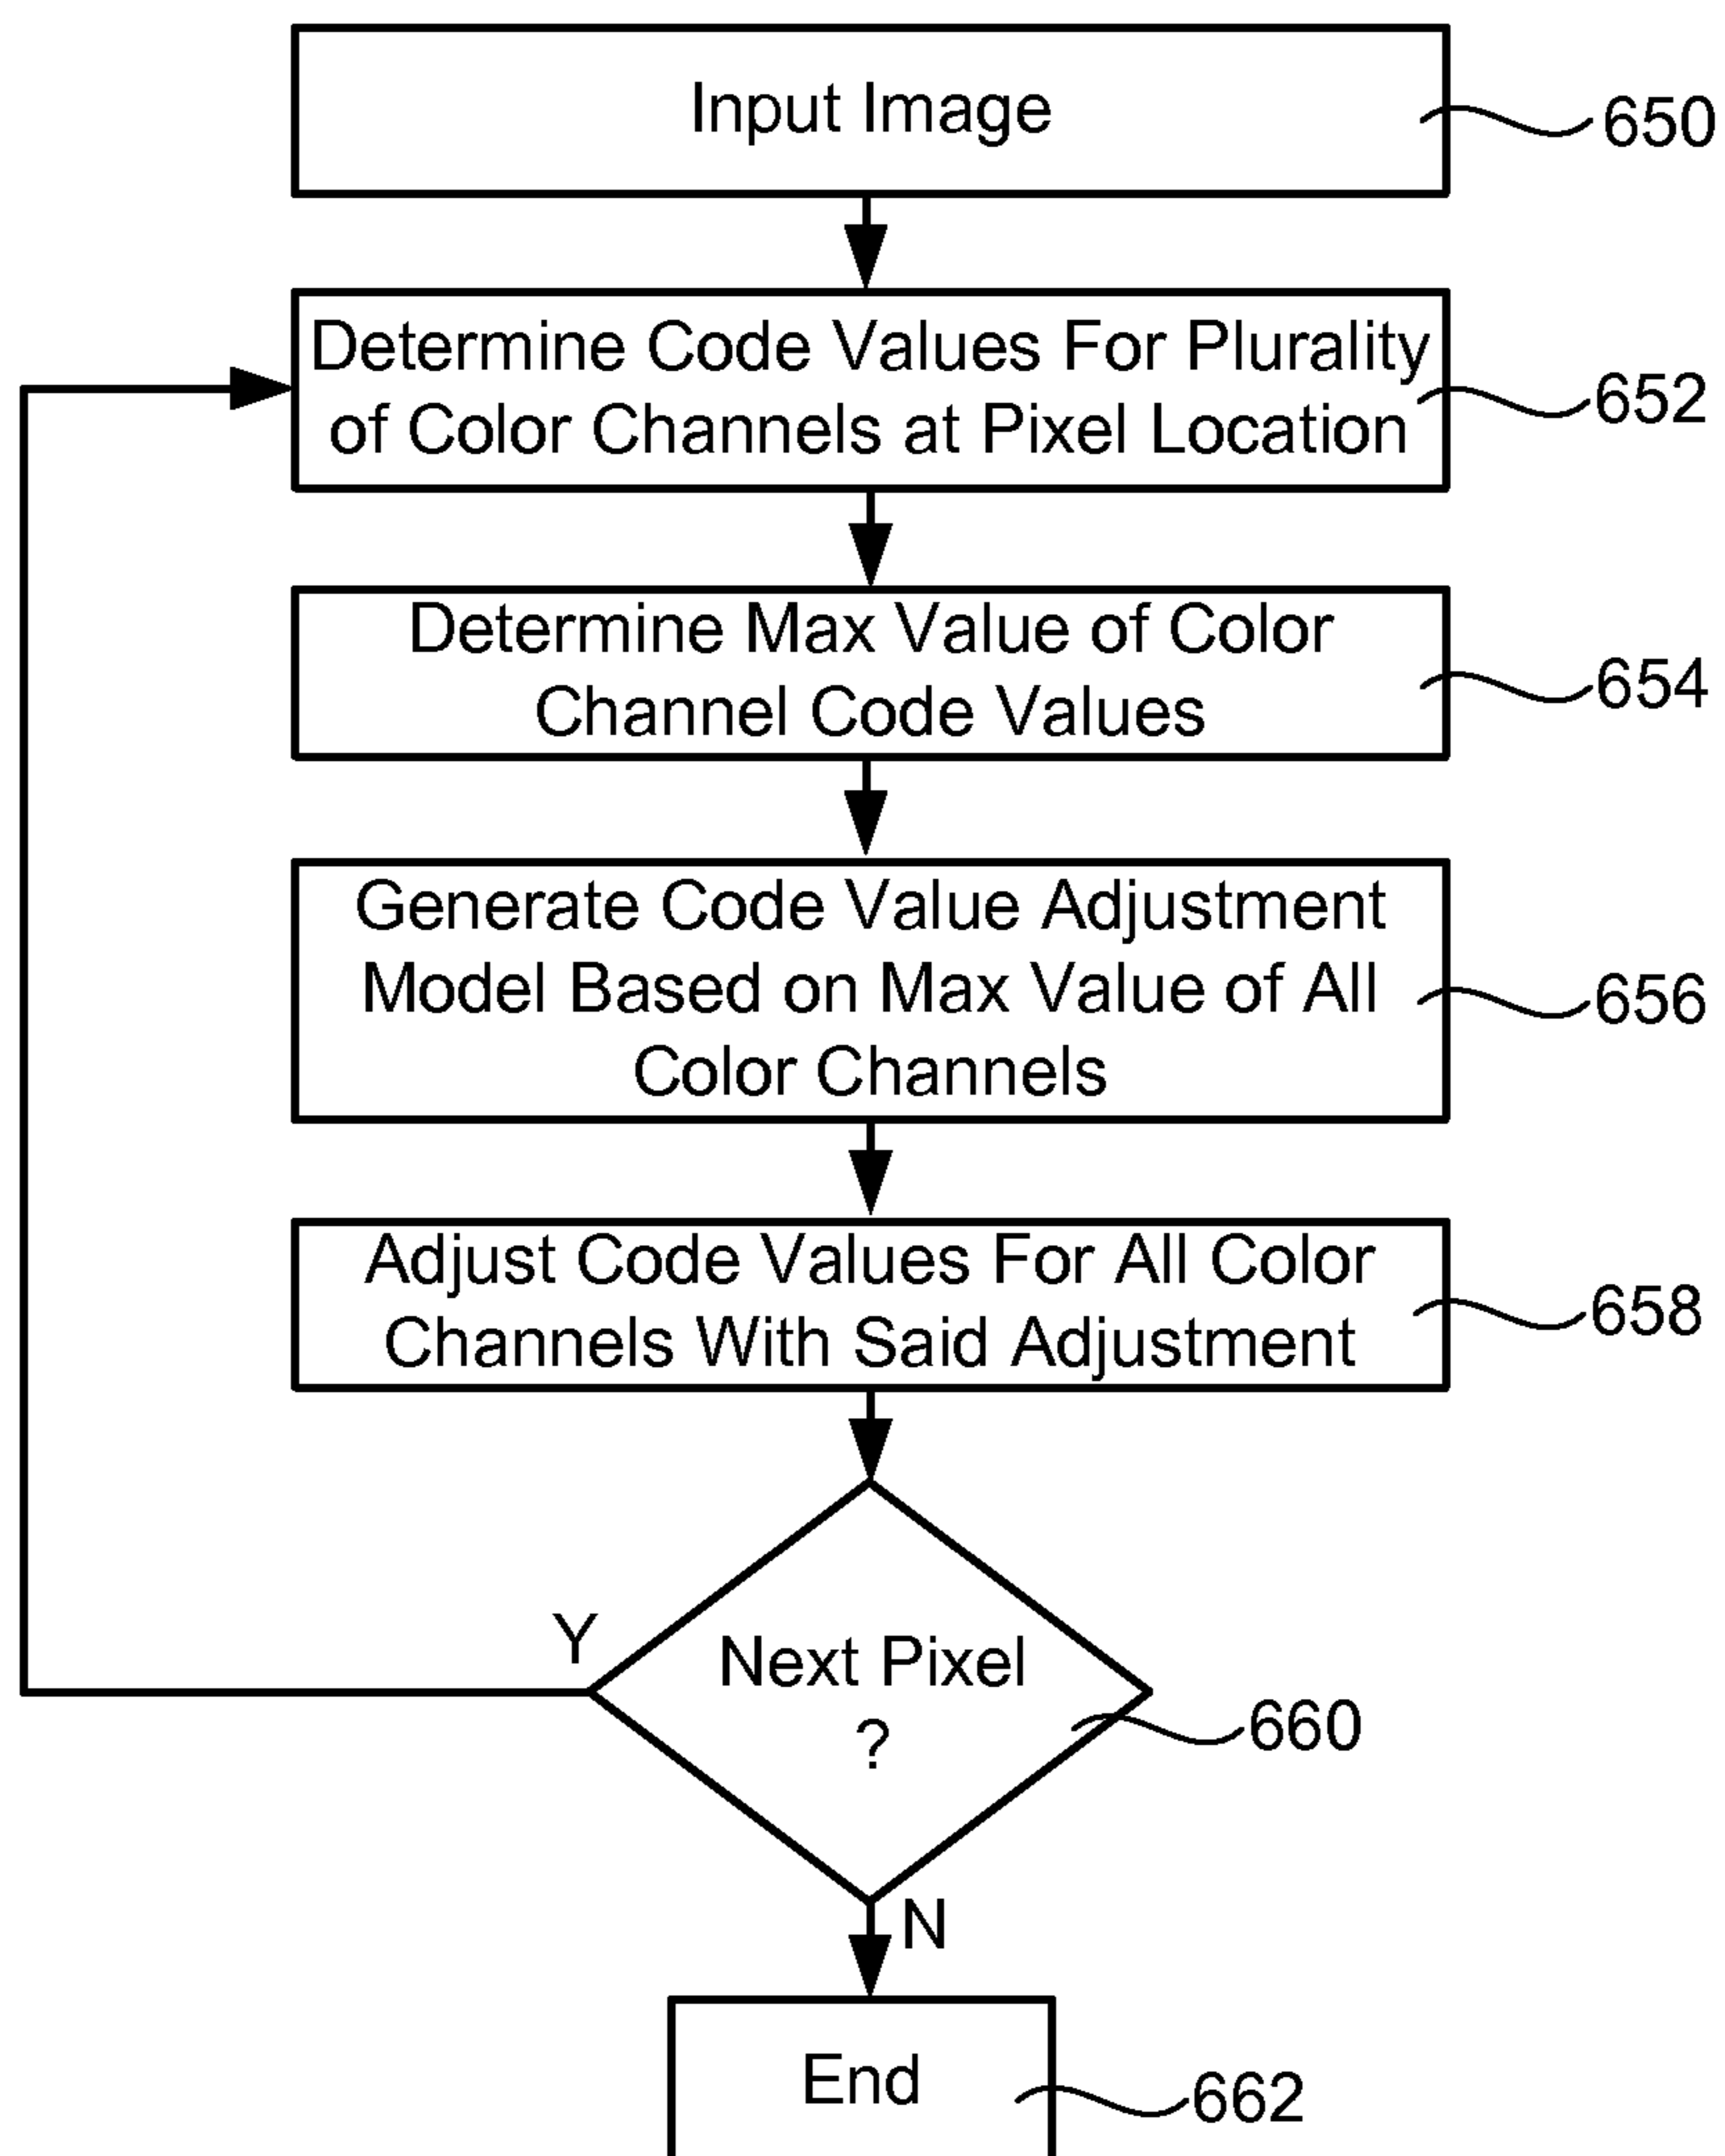 Input Image
650
Determine Code Values For Plurality
of Color Channels at Pixel Location
652
Determine Max Value of Color
Channel Code Values
654
Generate Code Value Adjustment
Model Based on Max Value of All
Color Channels
656
Adjust Code Values For All Color
Channels With Said Adjustment
658
Y
Next Pixel
?
660
N
End
662